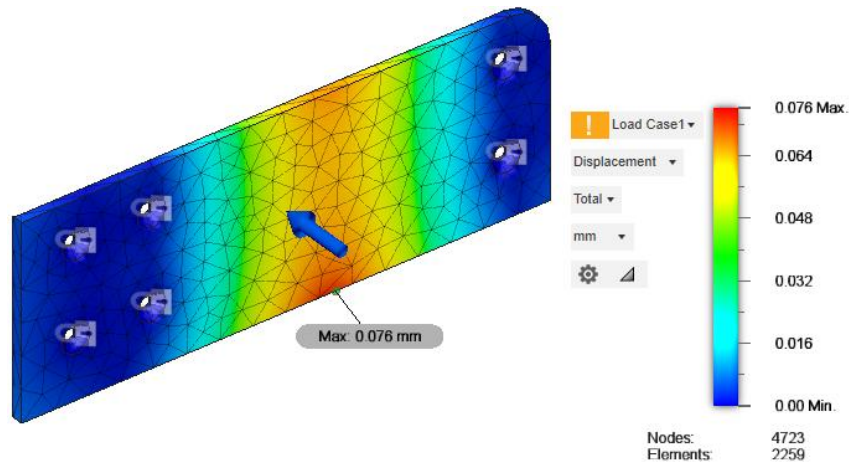 Load Case1
Displacement
Total
mm
0.076 Max.
0.064
0.048
0.032
0.016
0.00 Min.
Max: 0.076 mm
Nodes: 4723
Elements: 2259